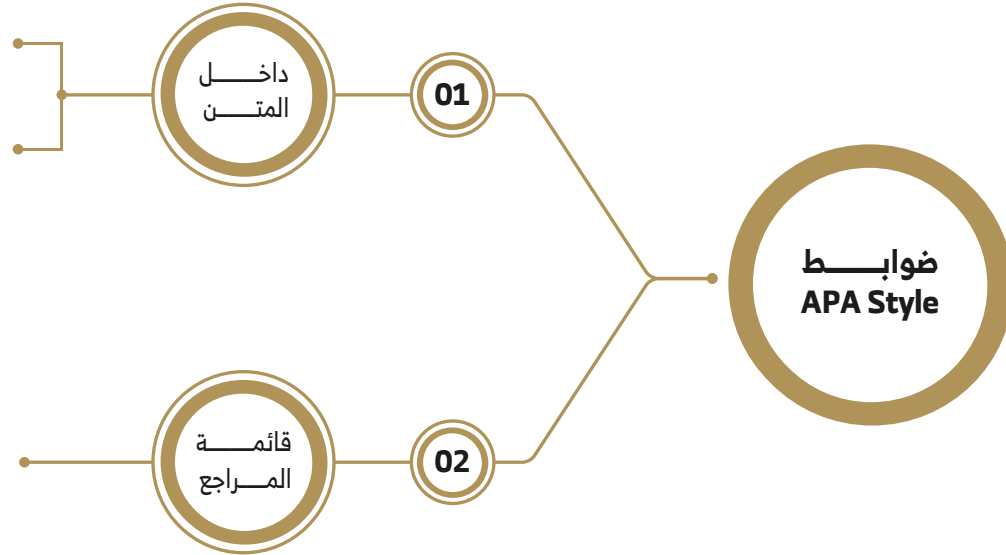 ضوابط
APA Style
01
داخل
المتن
02
قائمة
المراجع